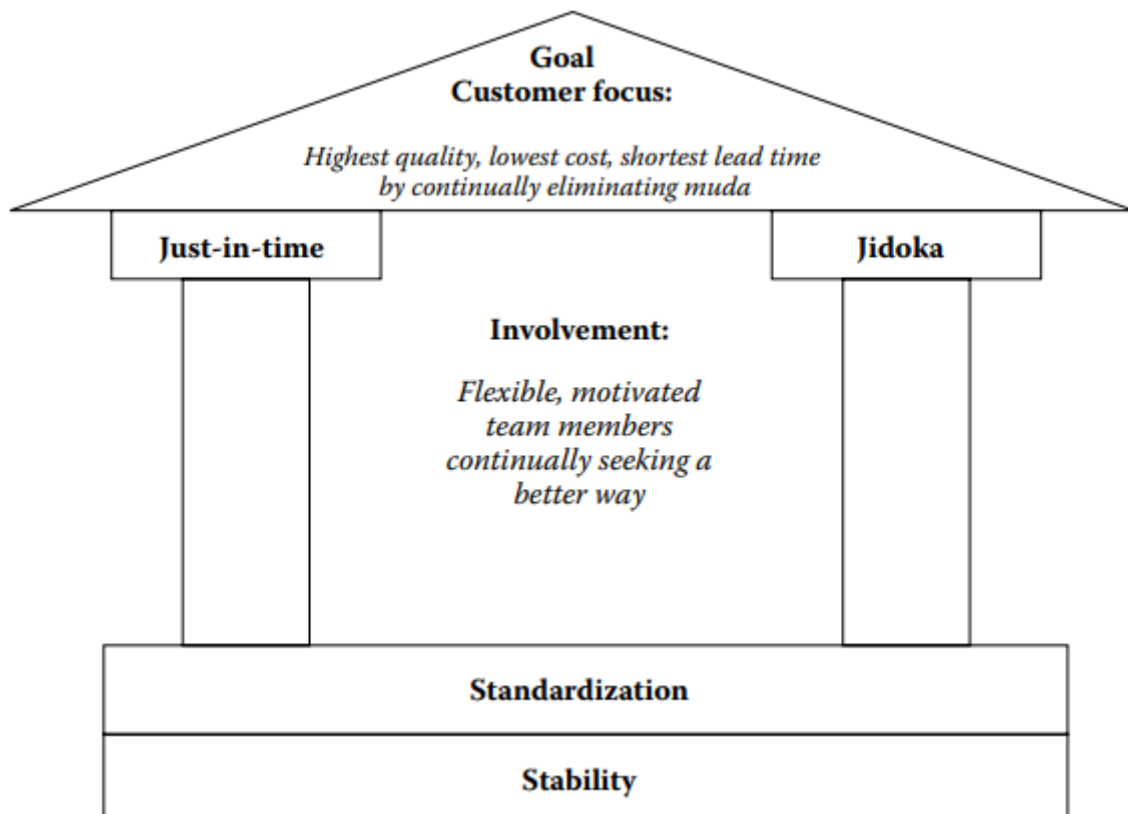 Goal
Customer focus:
Highest quality, lowest cost, shortest lead time
by continually eliminating muda
Just-in-time
Jidoka
Involvement:
Flexible, motivated
team members
continually seeking a
better way
Standardization
Stability